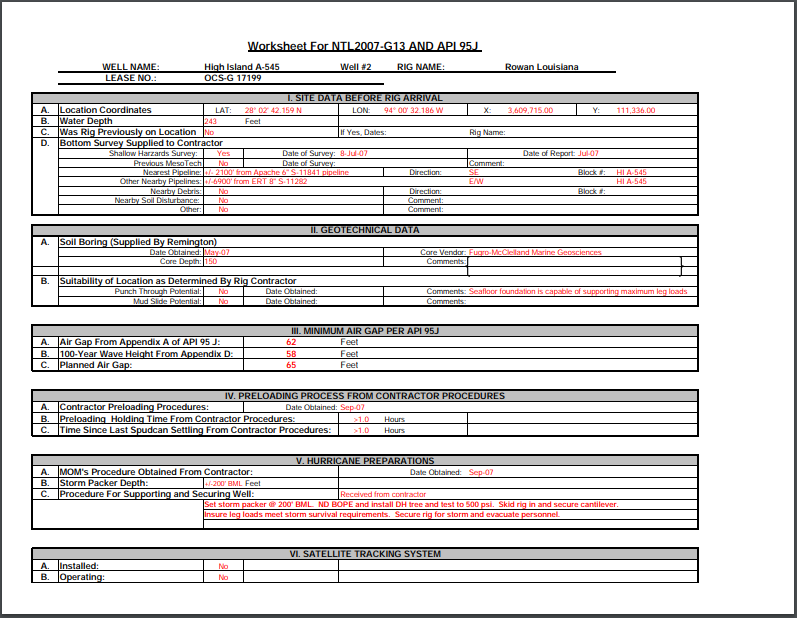 Worksheet For NTL2007-G13 AND API 95J
WELL NAME: High Island A-545 Well #2 RIG NAME: Rowan Louisiana
LEASE NO.: OCS-G 17199
I. SITE DATA BEFORE RIG ARRIVAL
A. Location Coordinates LAT: 28° 02' 42.159 N LON: 94° 00' 32.186 W X: 3,609,715.00 Y: 111,336.00
B. Water Depth 243 Feet
C. Was Rig Previously on Location No If Yes, Dates: Rig Name:
D. Bottom Survey Supplied to Contractor
Shallow Harzards Survey: Yes Date of Survey: 8-Jul-07 Date of Report: Jul-07
Previous MesoTech No Date of Survey: Comment:
Nearest Pipeline: +/- 2100' from Apache 6" S-11841 pipeline Direction: SE Block #: HI A-545
Other Nearby Pipelines: +/-6900' from ERT 8" S-11282 E/W HI A-545
Nearby Debris: No Direction: Block #:
Nearby Soil Disturbance: No Comment:
Other: No Comment:
II. GEOTECHNICAL DATA
A. Soil Boring (Supplied By Remington)
Date Obtained: May-07 Core Vendor: Fugro-McClelland Marine Geosciences
Core Depth: 150 Comments:
B. Suitability of Location as Determined By Rig Contractor
Punch Through Potential: No Date Obtained: Comments: Seafloor foundation is capable of supporting maximum leg loads
Mud Slide Potential: No Date Obtained: Comments:
III. MINIMUM AIR GAP PER API 95J
A. Air Gap From Appendix A of API 95 J: 62 Feet
B. 100-Year Wave Height From Appendix D: 58 Feet
C. Planned Air Gap: 65 Feet
IV. PRELOADING PROCESS FROM CONTRACTOR PROCEDURES
A. Contractor Preloading Procedures: Date Obtained: Sep-07
B. Preloading Holding Time From Contractor Procedures: >1.0 Hours
C. Time Since Last Spudcan Settling From Contractor Procedures: >1.0 Hours
V. HURRICANE PREPARATIONS
A. MOM's Procedure Obtained From Contractor: Date Obtained: Sep-07
B. Storm Packer Depth: +/-200' BML Feet
C. Procedure For Supporting and Securing Well: Received from contractor
Set storm packer @ 200' BML. ND BOPE and install DH tree and test to 500 psi. Skid rig in and secure cantilever.
Insure leg loads meet storm survival requirements. Secure rig for storm and evacuate personnel.
VI. SATELLITE TRACKING SYSTEM
A. Installed: No
B. Operating: No